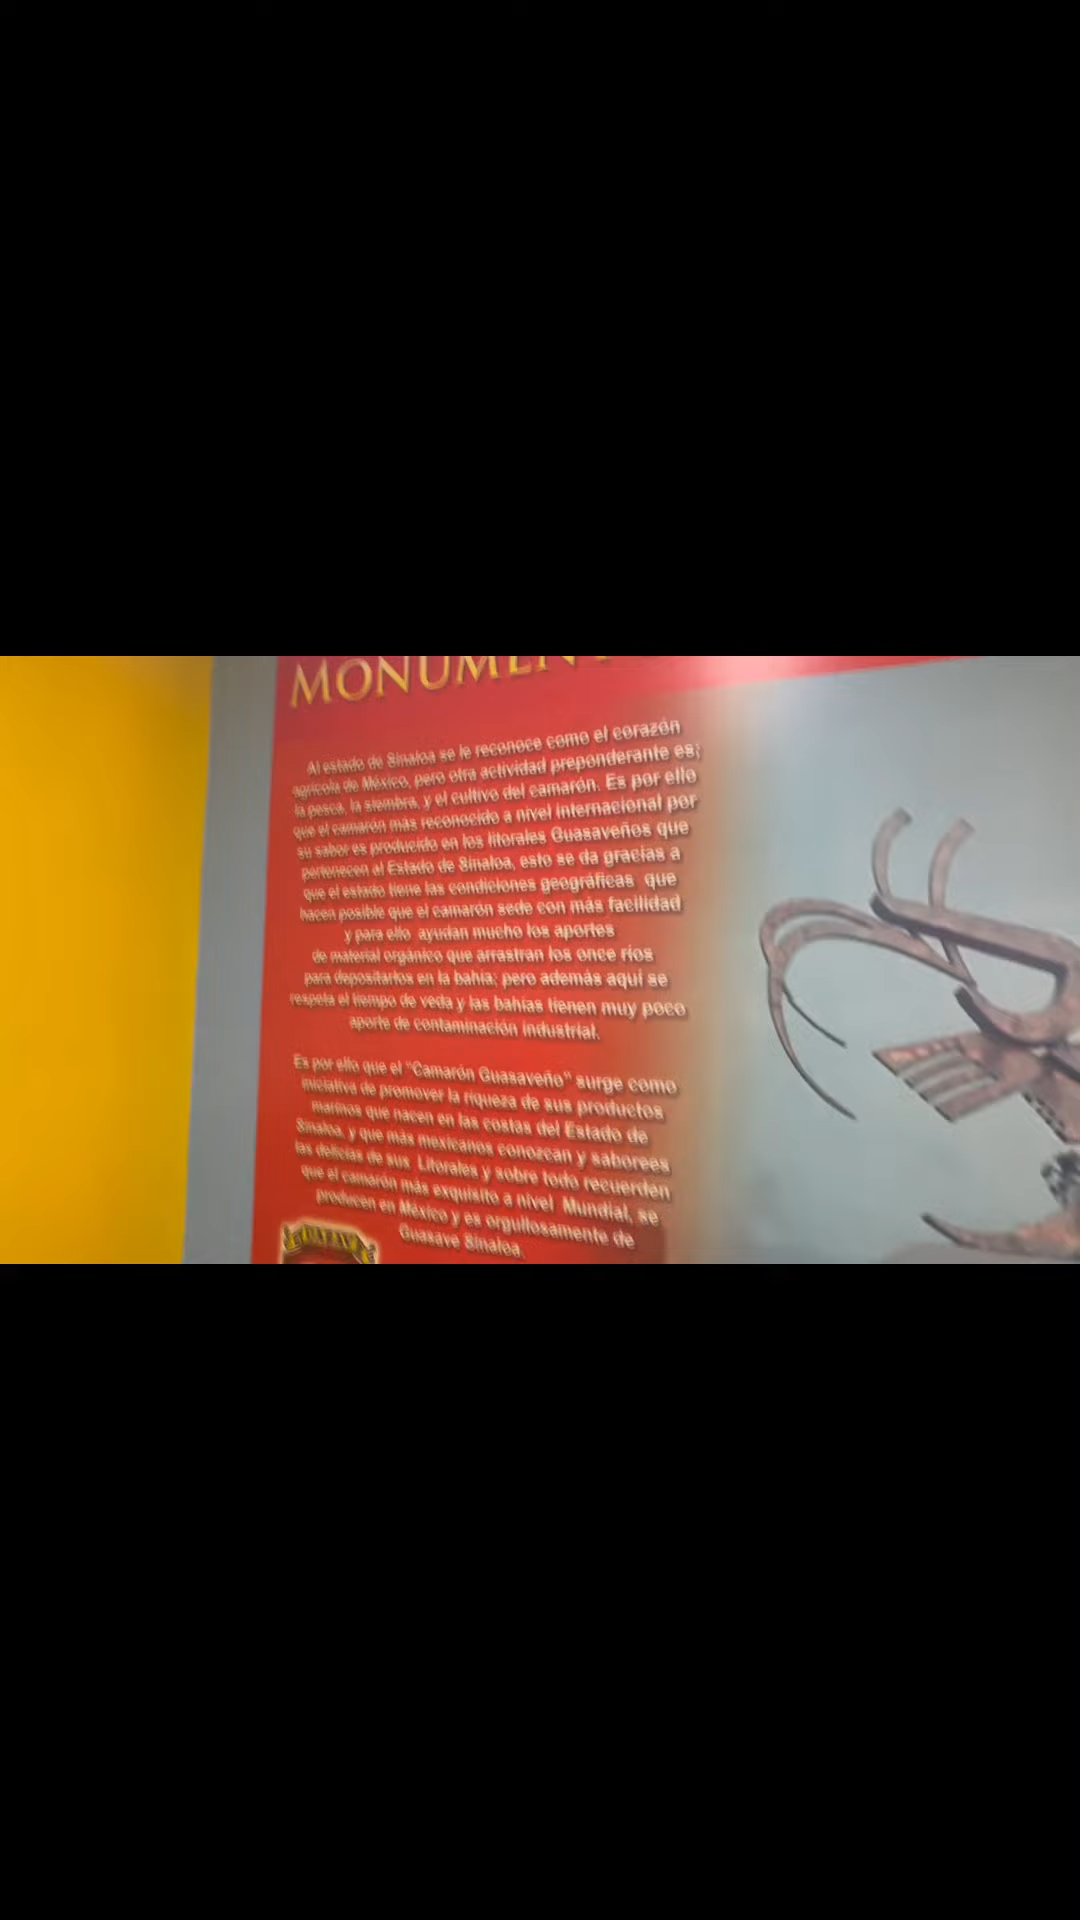 MONUMEN
Al estado de Sinaloa se le reconoce como el corazón
agrícola de México, pero otra actividad preponderante es;
la pesca, la siembra, y el cultivo del camarón. Es por ello
que el camarón más reconocido a nivel internacional por
su sabor es producido en los litorales Guasaveños que
pertenecen al Estado de Sinaloa, esto se da gracias a
que el estado tiene las condiciones geográficas que
hacen posible que el camarón sede con más facilidad
y para ello ayudan mucho los aportes
de material orgánico que arrastran los once ríos
para depositarlos en la bahía; pero además aquí se
respeta el tiempo de veda y las bahías tienen muy poco
aporte de contaminación industrial.
Es por ello que el "Camarón Guasaveño" surge como
iniciativa de promover la riqueza de sus productos
marinos que nacen en las costas del Estado de
Sinaloa, y que más mexicanos conozcan y saborees
las delicias de sus Litorales y sobre todo recuerden
que el camarón más exquisito a nivel Mundial, se
producen en México y es orgullosamente de
Guasave Sinaloa.